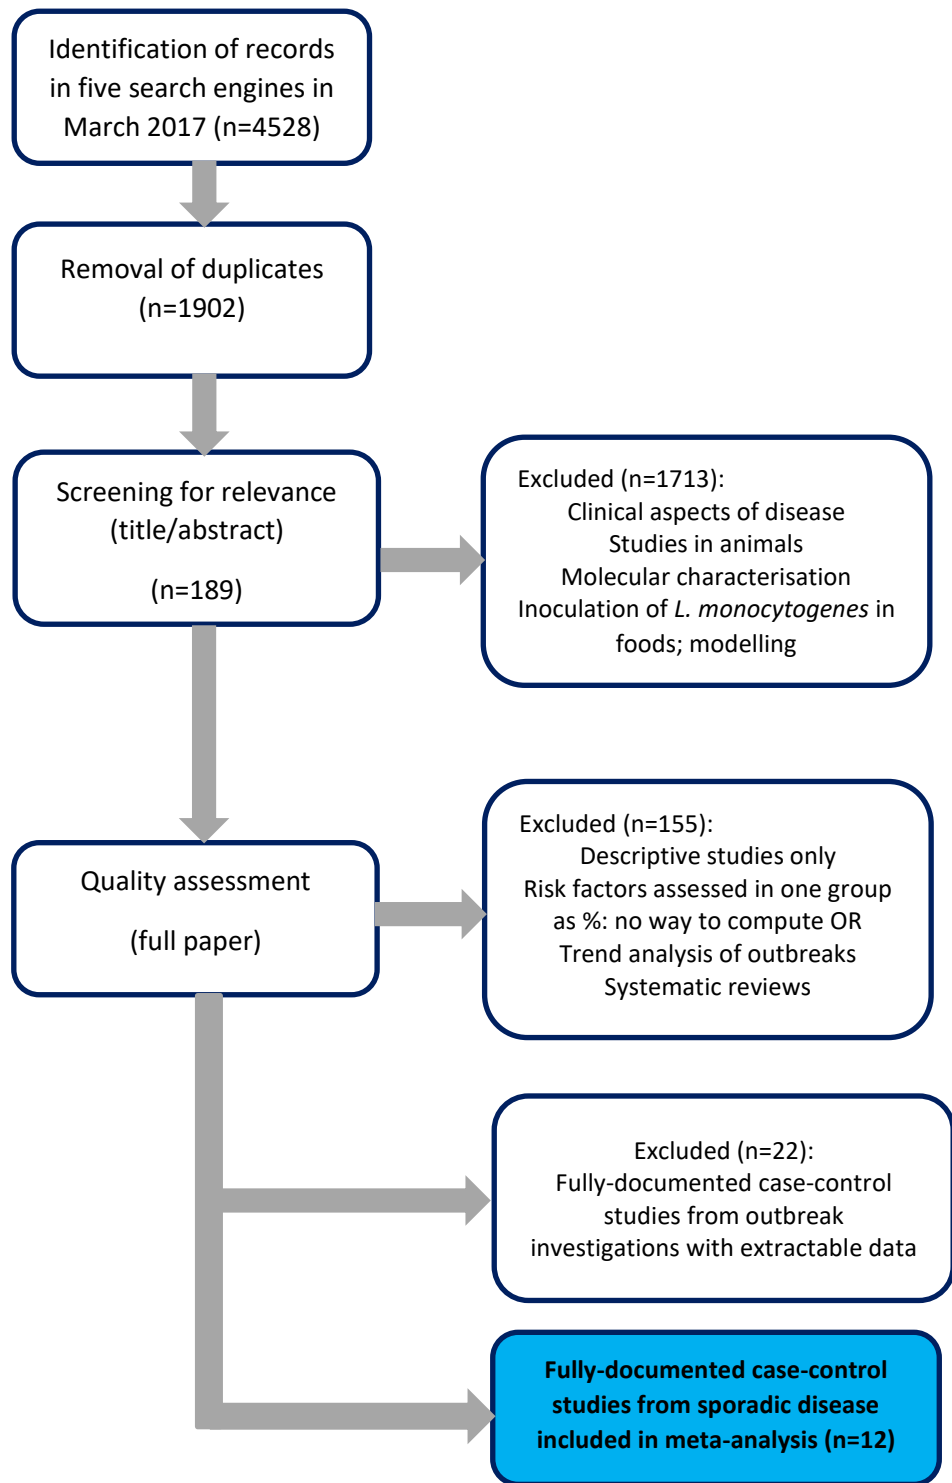 Identification of records
in five search engines in
March 2017 (n=4528)
Removal of duplicates
(n=1902)
Screening for relevance
(title/abstract)
(n=189)
Excluded (n=1713):
Clinical aspects of disease
Studies in animals
Molecular characterisation
Inoculation of L. monocytogenes in
foods; modelling
Quality assessment
(full paper)
Excluded (n=155):
Descriptive studies only
Risk factors assessed in one group
as %: no way to compute OR
Trend analysis of outbreaks
Systematic reviews
Excluded (n=22):
Fully-documented case-control
studies from outbreak
investigations with extractable data
Fully-documented case-control
studies from sporadic disease
included in meta-analysis (n=12)